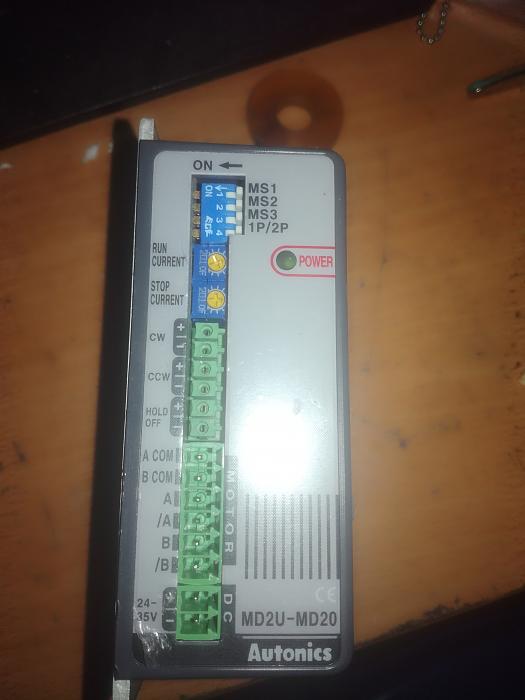 ON ←
MS1
MS2
MS3
1P/2P
ON
1 2 3 4
RUN
CURRENT
POWER
STOP
CURRENT
CW
+
-
CCW
+
-
HOLD
OFF
+
-
A COM
B COM
A
/A
B
/B
MOTOR
24-
35V
+
-
DC
CE
MD2U-MD20
Autonics